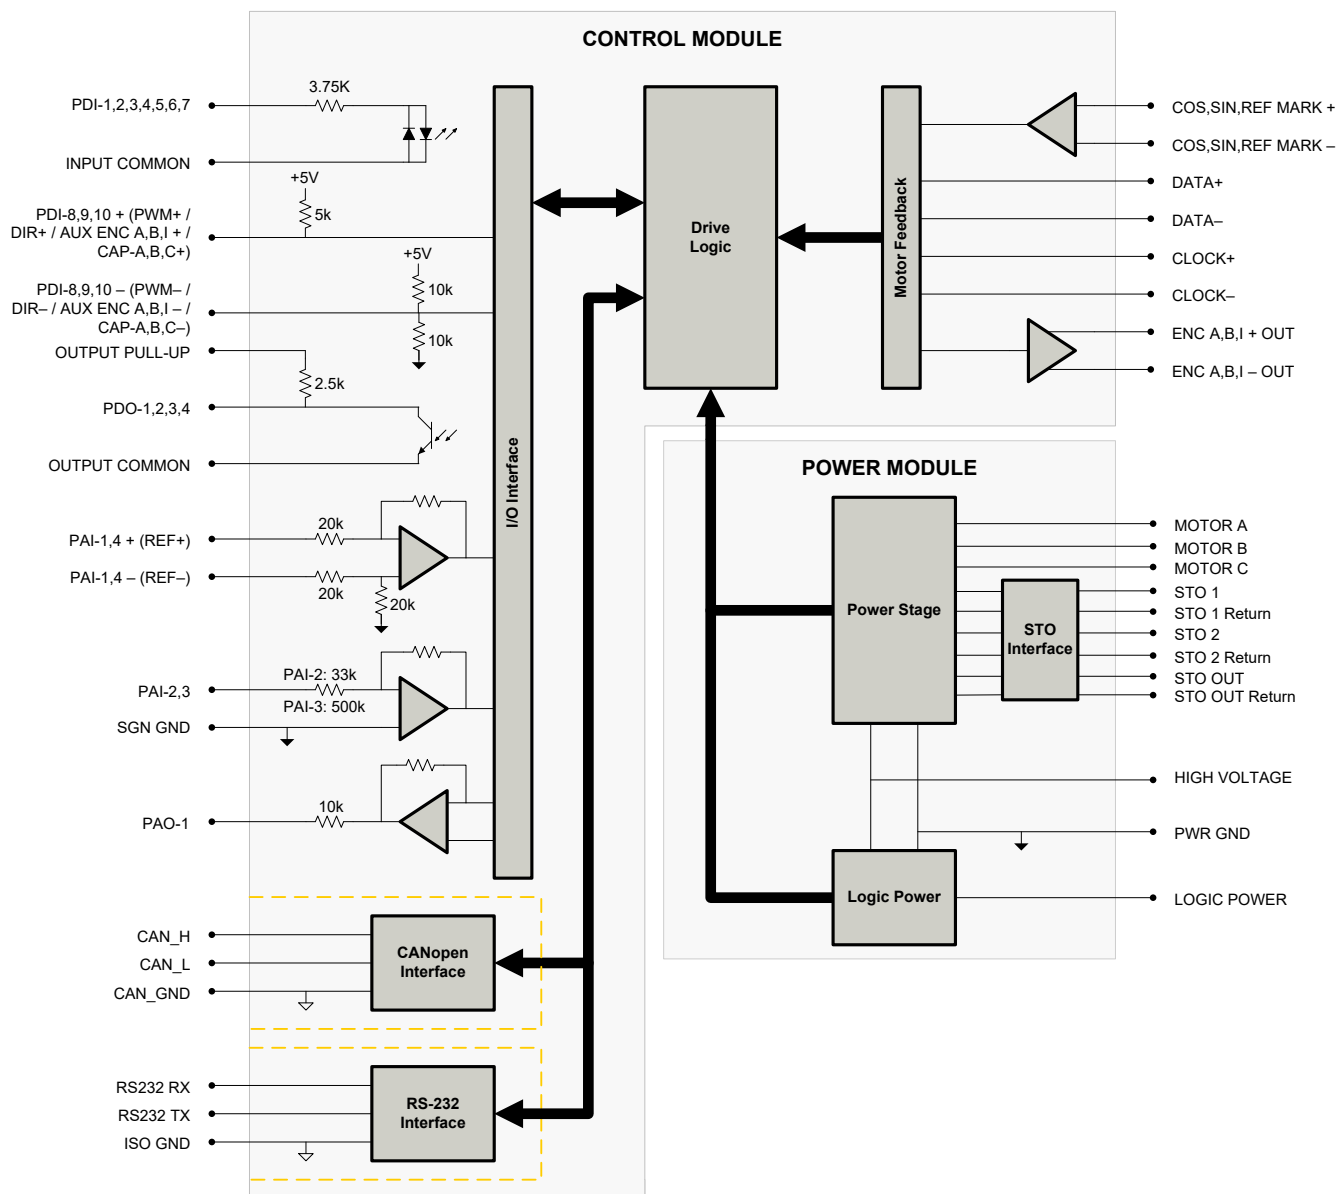 CONTROL MODULE
3.75K
PDI-1,2,3,4,5,6,7
INPUT COMMON
+5V
5k
PDI-8,9,10 + (PWM+ /
DIR+ / AUX ENC A,B,I + /
CAP-A,B,C+)
+5V
10k
10k
PDI-8,9,10 – (PWM– /
DIR– / AUX ENC A,B,I – /
CAP-A,B,C–)
OUTPUT PULL-UP
2.5k
PDO-1,2,3,4
OUTPUT COMMON
20k
PAI-1,4 + (REF+)
PAI-1,4 – (REF–)
20k
20k
PAI-2: 33k
PAI-2,3
PAI-3: 500k
SGN GND
10k
PAO-1
I/O Interface
CAN_H
CAN_L
CAN_GND
CANopen
Interface
RS232 RX
RS232 TX
ISO GND
RS-232
Interface
Drive
Logic
Motor Feedback
COS,SIN,REF MARK +
COS,SIN,REF MARK –
DATA+
DATA–
CLOCK+
CLOCK–
ENC A,B,I + OUT
ENC A,B,I – OUT
POWER MODULE
Power Stage
STO
Interface
MOTOR A
MOTOR B
MOTOR C
STO 1
STO 1 Return
STO 2
STO 2 Return
STO OUT
STO OUT Return
HIGH VOLTAGE
PWR GND
Logic Power
LOGIC POWER